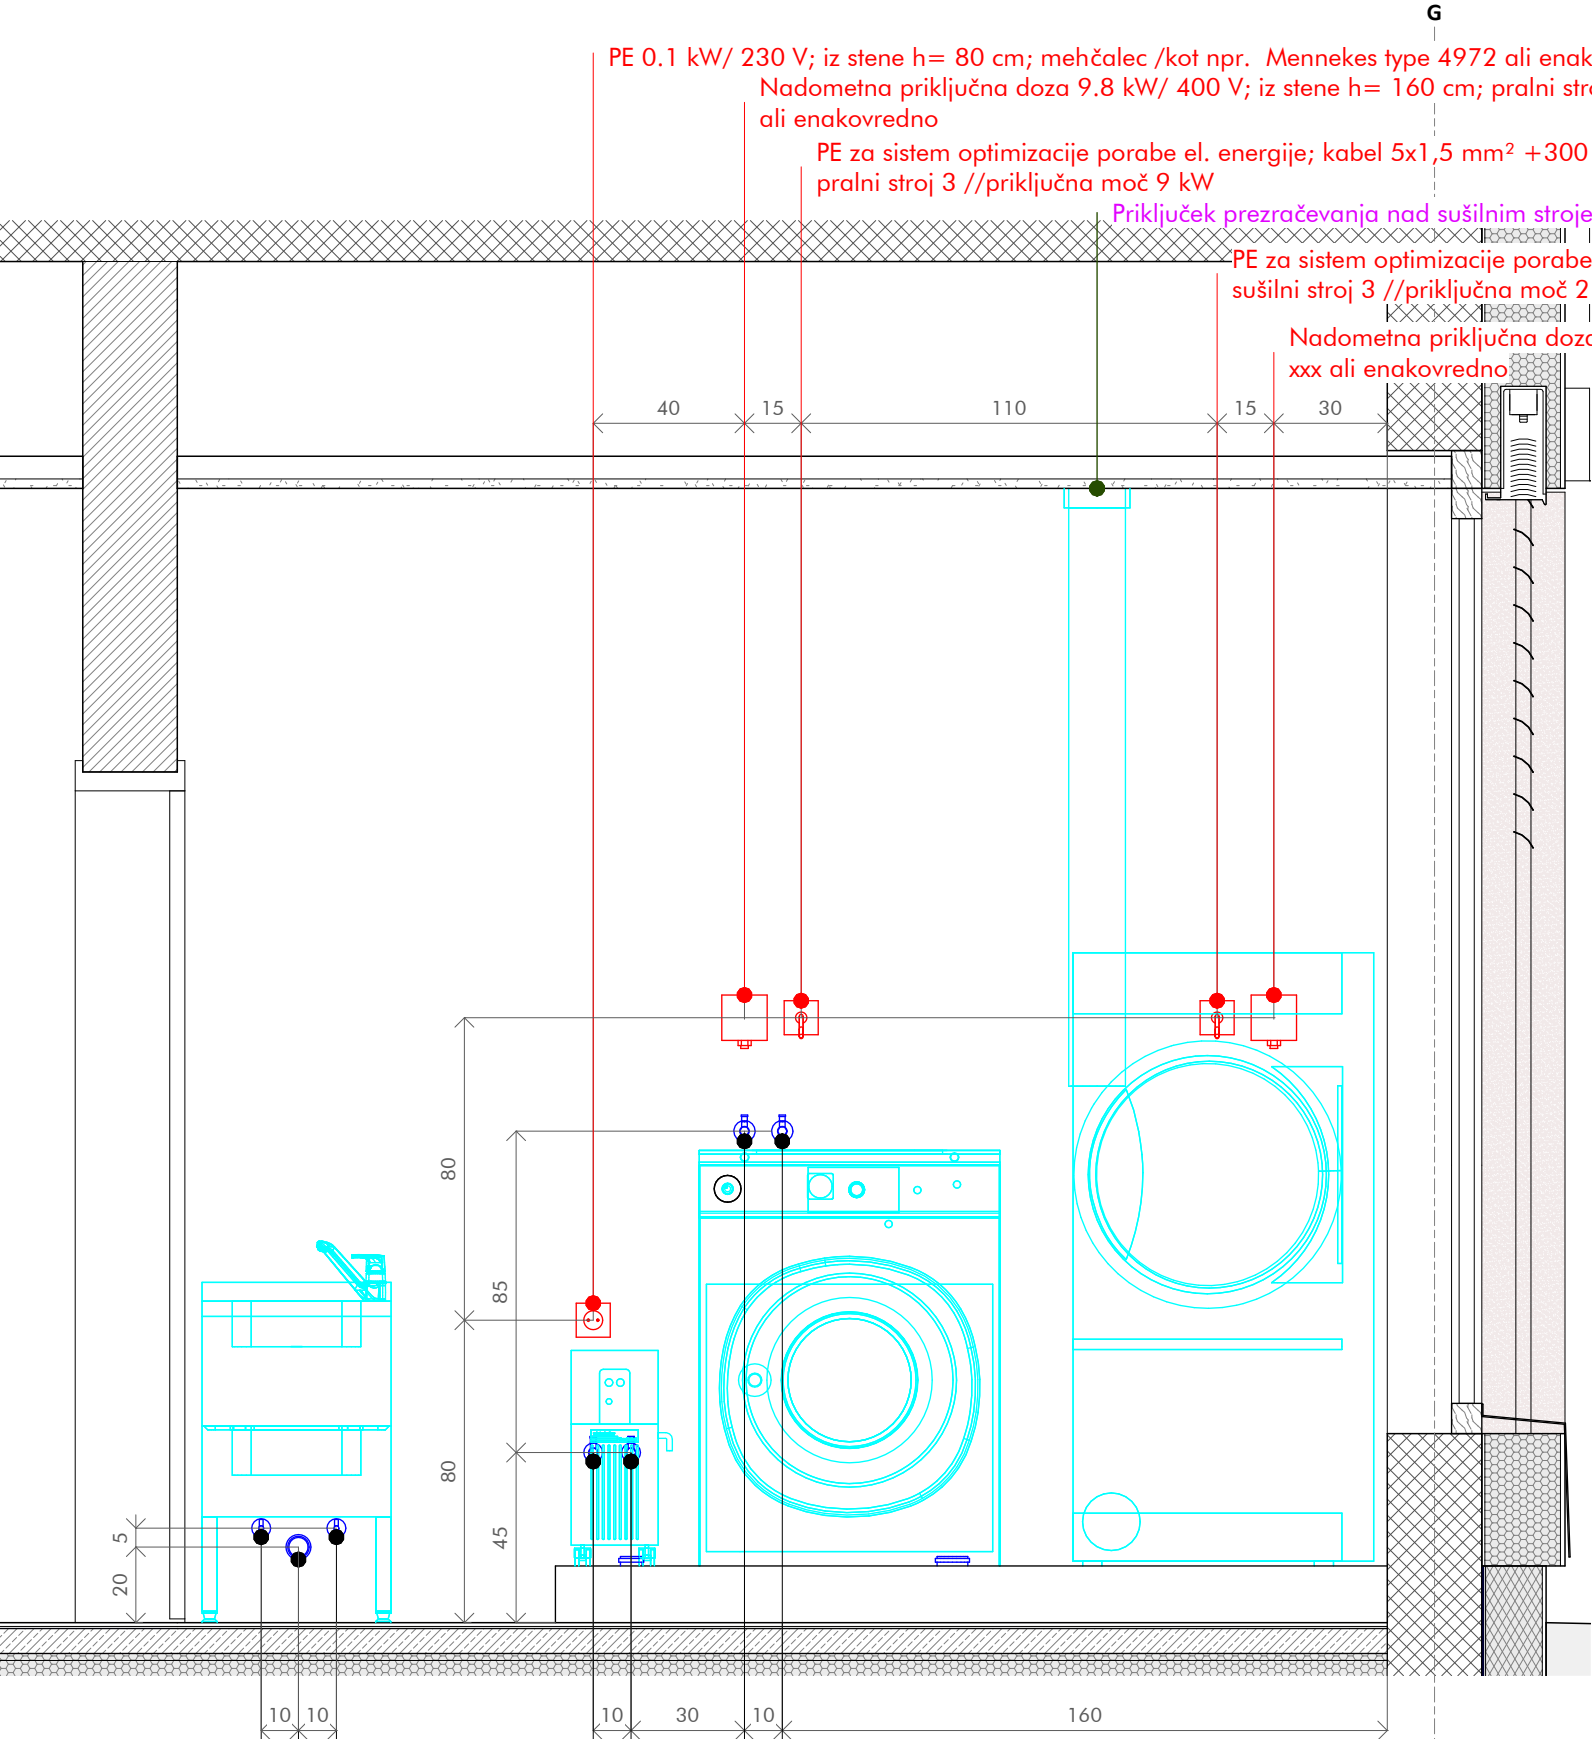 G
PE 0.1 kW/ 230 V; iz stene h= 80 cm; mehčalec /kot npr. Mennekes type 4972 ali enak
Nadometna priključna doza 9.8 kW/ 400 V; iz stene h= 160 cm; pralni stro
ali enakovredno
PE za sistem optimizacije porabe el. energije; kabel 5x1,5 mm² +300
pralni stroj 3 //priključna moč 9 kW
Priključek prezračevanja nad sušilnim stroje
PE za sistem optimizacije porabe
sušilni stroj 3 //priključna moč 2
Nadometna priključna doza
xxx ali enakovredno
40 15 110 15 30
80
85
80
45
5
20
10 10 10 30 10 160